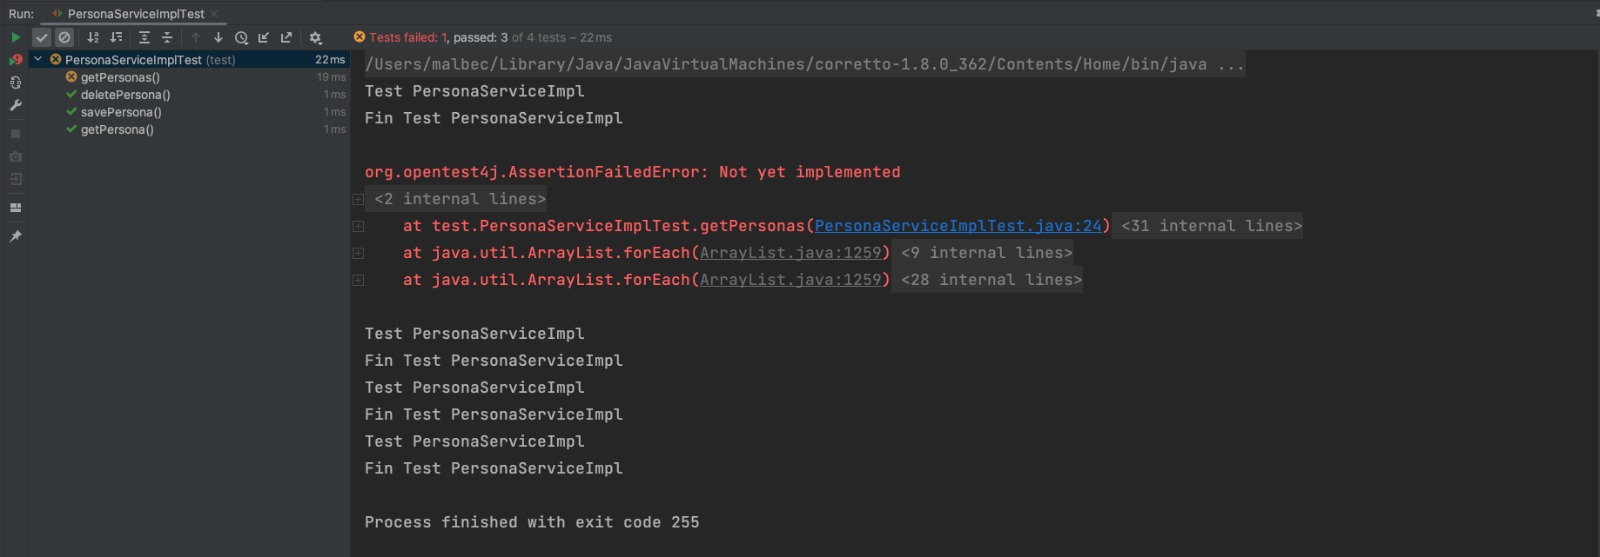 Run: PersonaServiceImplTest
Tests failed: 1, passed: 3 of 4 tests – 22 ms
PersonaServiceImplTest (test) 22 ms
getPersonas() 19 ms
deletePersona() 1 ms
savePersona() 1 ms
getPersona() 1 ms
/Users/malbec/Library/Java/JavaVirtualMachines/corretto-1.8.0_362/Contents/Home/bin/java ...
Test PersonaServiceImpl
Fin Test PersonaServiceImpl
org.opentest4j.AssertionFailedError: Not yet implemented
<2 internal lines>
at test.PersonaServiceImplTest.getPersonas(PersonaServiceImplTest.java:24) <31 internal lines>
at java.util.ArrayList.forEach(ArrayList.java:1259) <9 internal lines>
at java.util.ArrayList.forEach(ArrayList.java:1259) <28 internal lines>
Test PersonaServiceImpl
Fin Test PersonaServiceImpl
Test PersonaServiceImpl
Fin Test PersonaServiceImpl
Test PersonaServiceImpl
Fin Test PersonaServiceImpl
Process finished with exit code 255